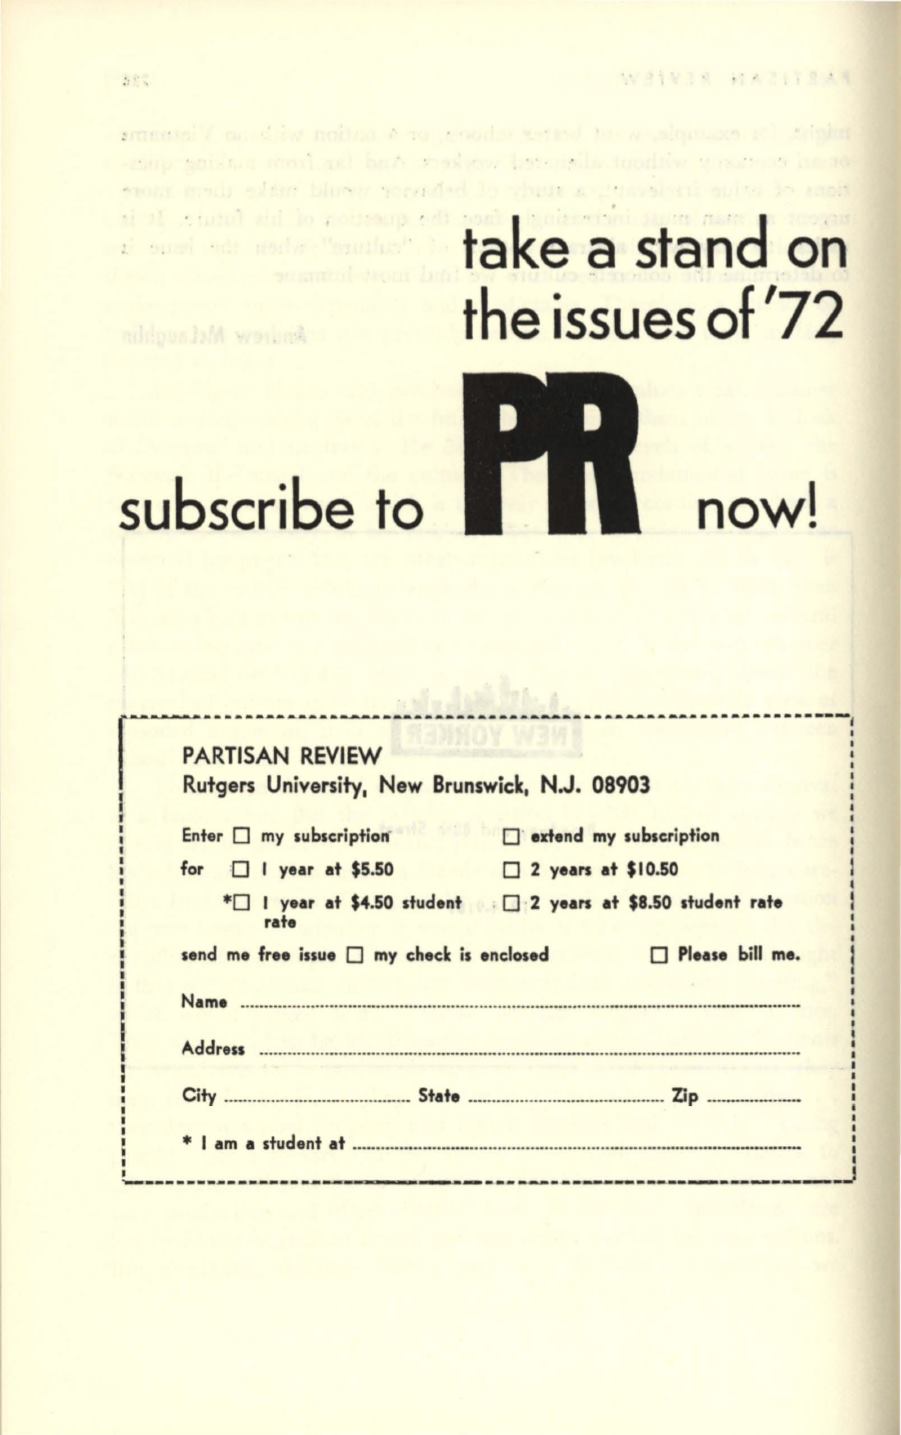 take a stand on
the issues of '72
subscribe to PR now!
PARTISAN REVIEW
Rutgers University, New Brunswick, N.J. 08903
Enter □ my subscription □ extend my subscription
for □ 1 year at $5.50 □ 2 years at $10.50
*□ 1 year at $4.50 student □ 2 years at $8.50 student rate
rate
send me free issue □ my check is enclosed □ Please bill me.
Name
Address
City State Zip
* I am a student at